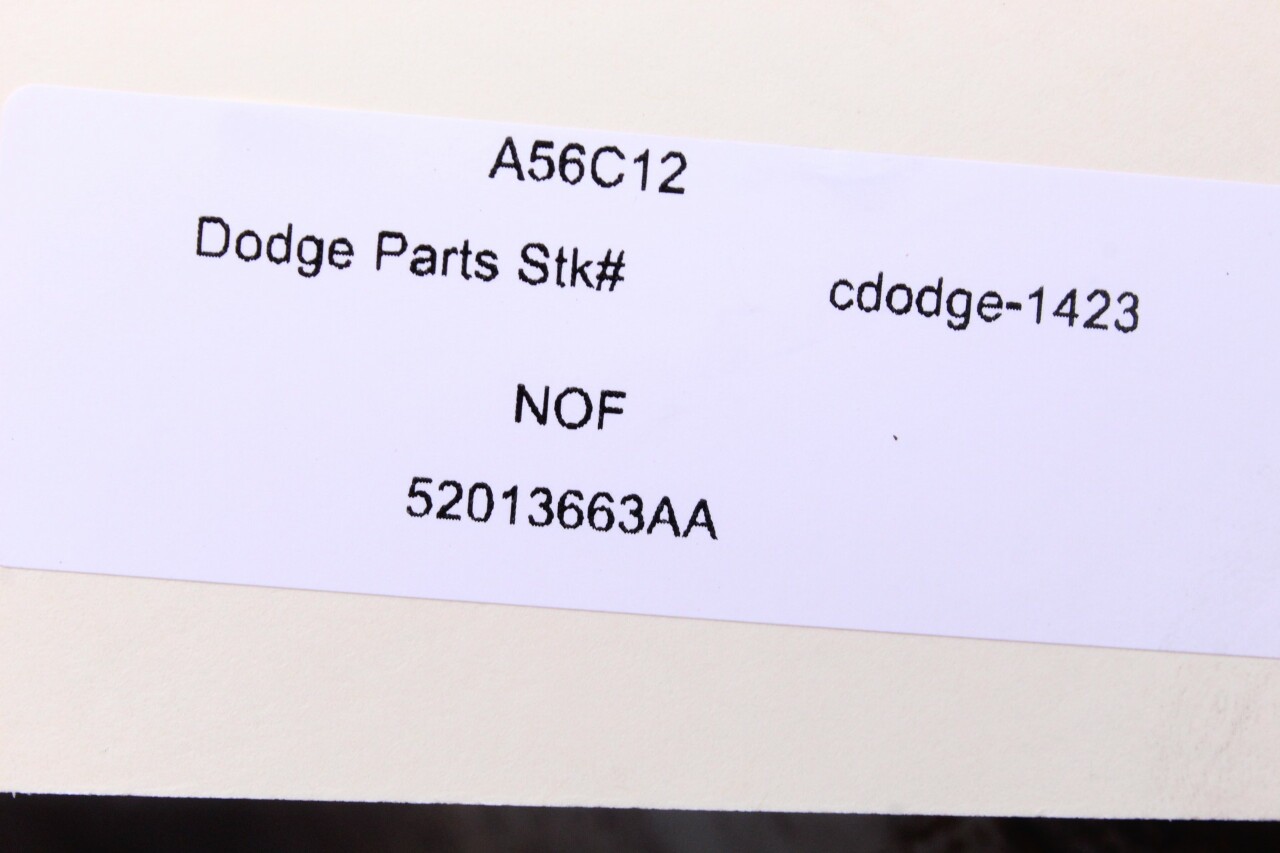 A56C12
Dodge Parts Stk# cdodge-1423
NOF
52013663AA